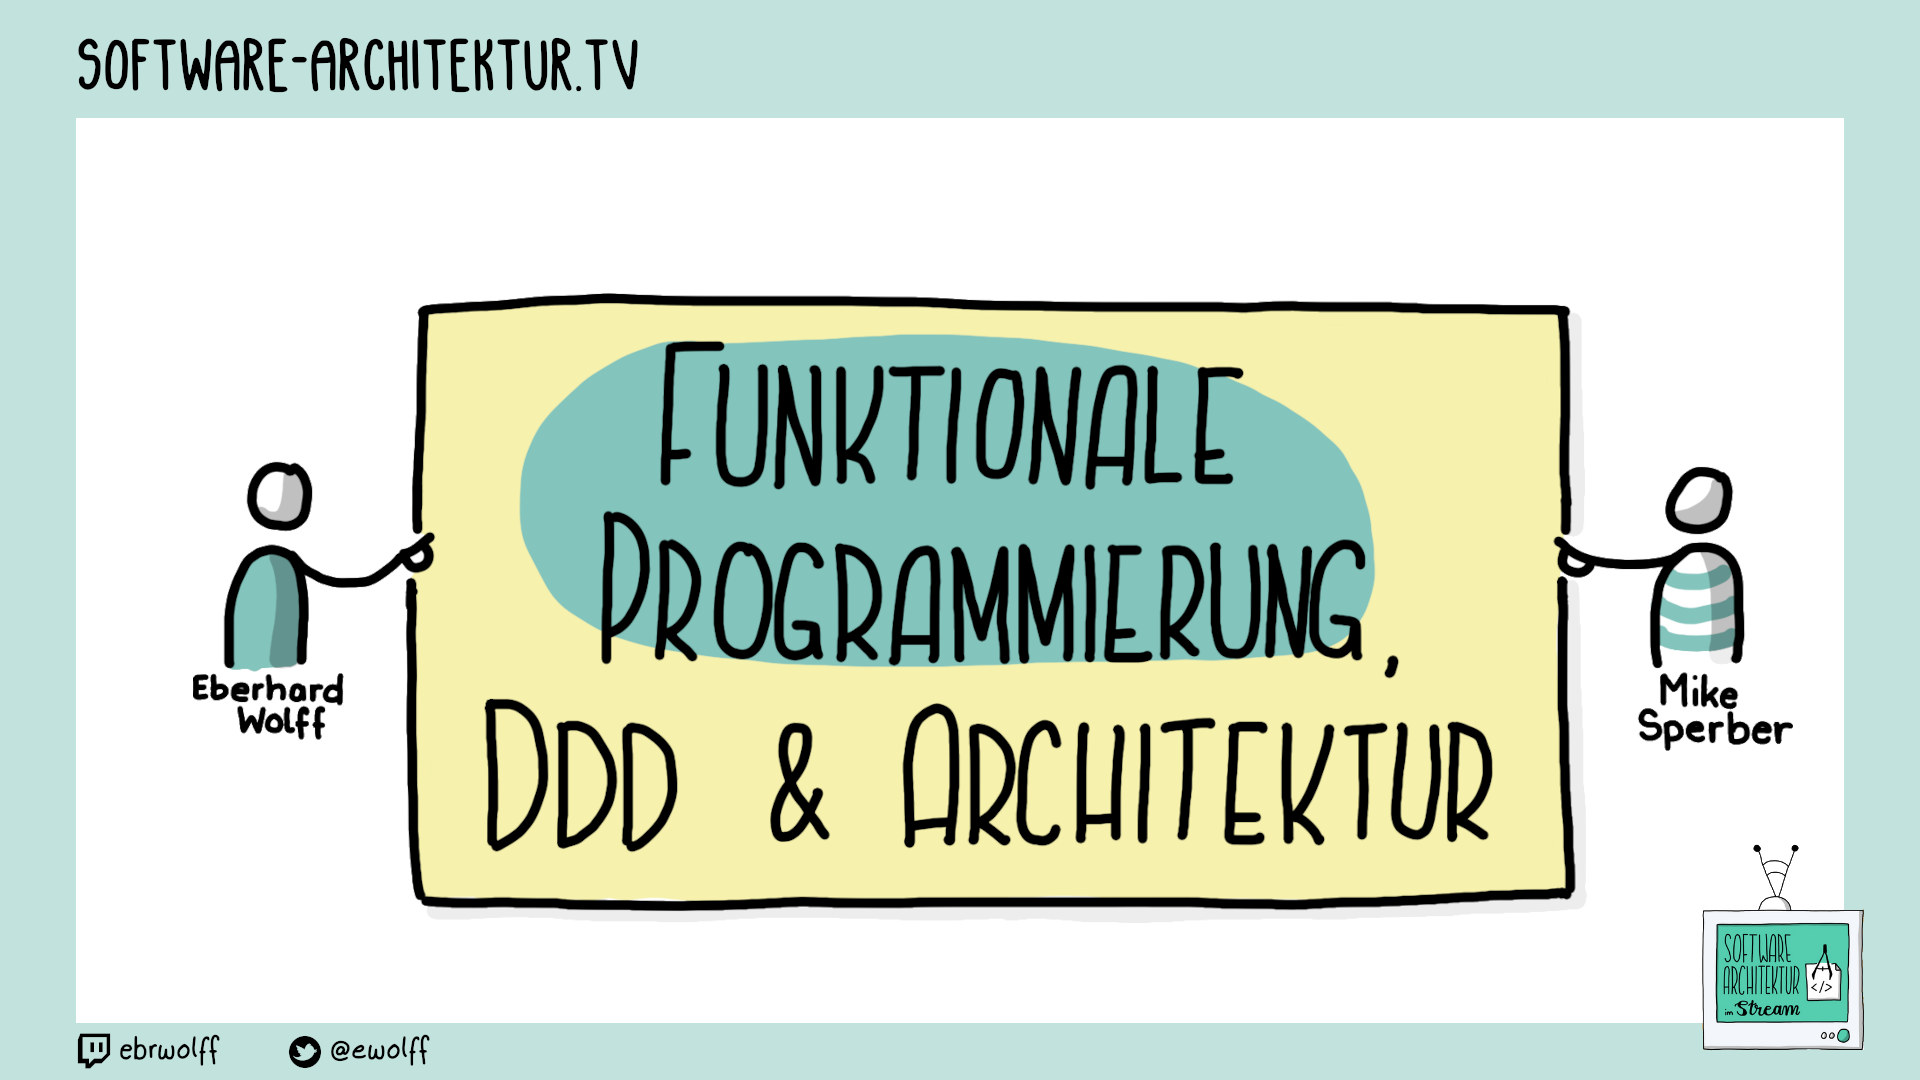 SOFTWARE-ARCHITEKTUR.TV
FUNKTIONALE
PROGRAMMIERUNG,
DDD & ARCHITEKTUR
Eberhard
Wolff
Mike
Sperber
SOFTWARE
ARCHITEKTUR
</>
im Stream
ebrwolff
@ewolff